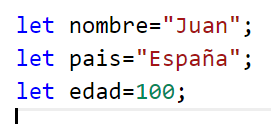 let nombre="Juan";
let pais="España";
let edad=100;